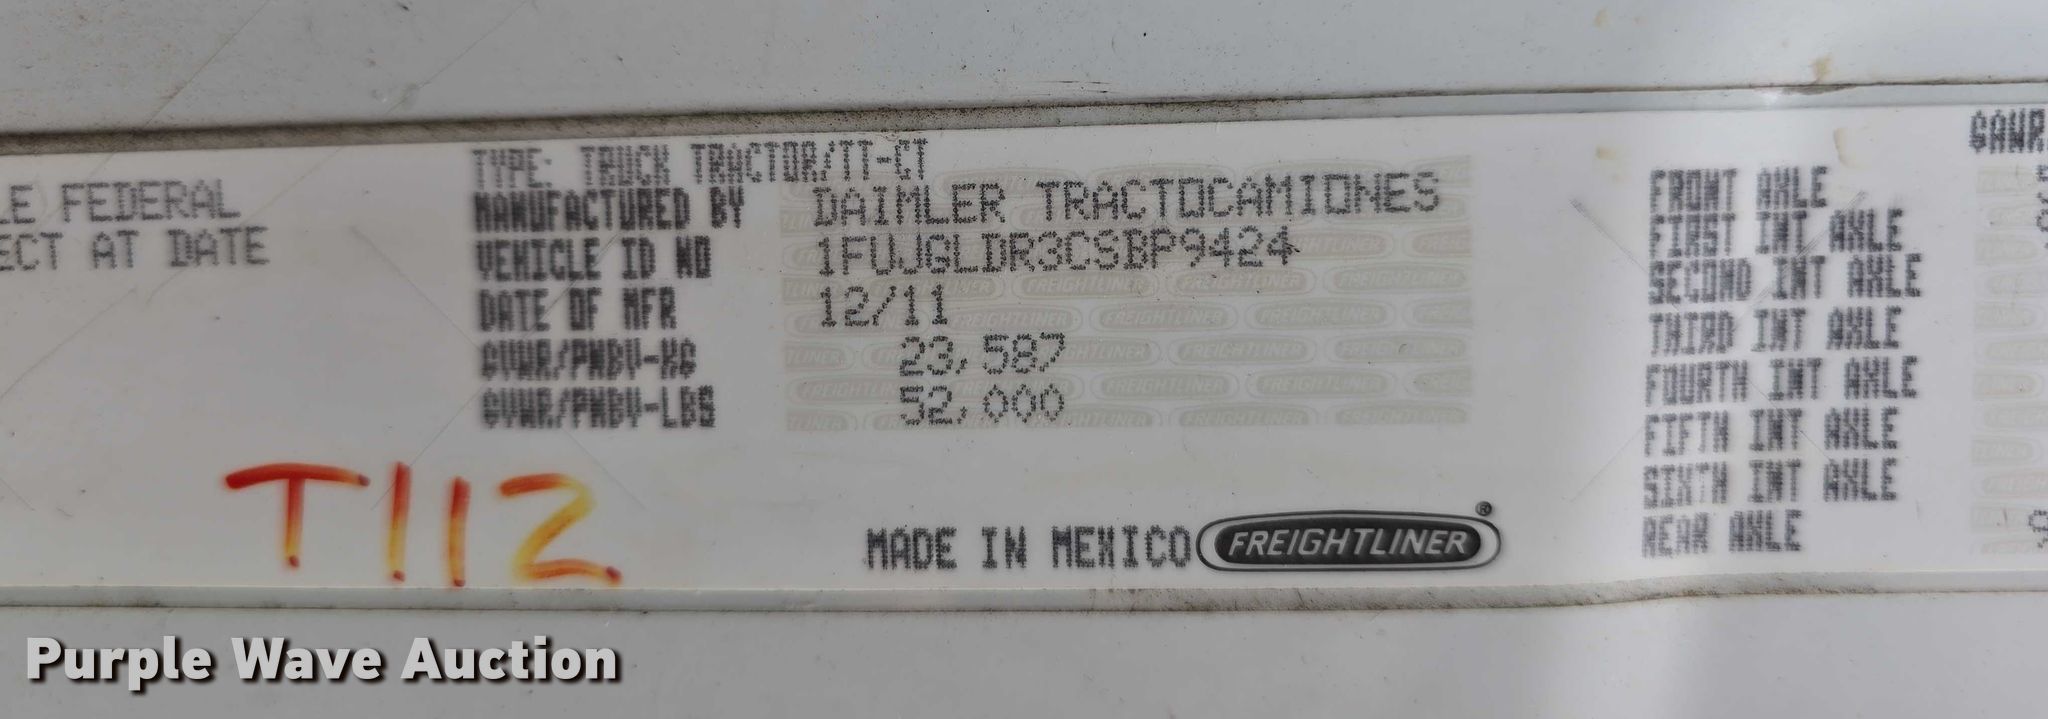 LE FEDERAL
ECT AT DATE
TYPE: TRUCK TRACTOR/TT-CT
MANUFACTURED BY DAIMLER TRACTOCAMIONES
VEHICLE ID NO 1FUJGLDR3CSBP9424
DATE OF MFR 12/11
GVWR/PNBV-KG 23,587
GVWR/PNBV-LBS 52,000
T112
MADE IN MEXICO FREIGHTLINER®
GAWR
FRONT AXLE
FIRST INT AXLE
SECOND INT AXLE
THIRD INT AXLE
FOURTH INT AXLE
FIFTH INT AXLE
SIXTH INT AXLE
REAR AXLE
Purple Wave Auction